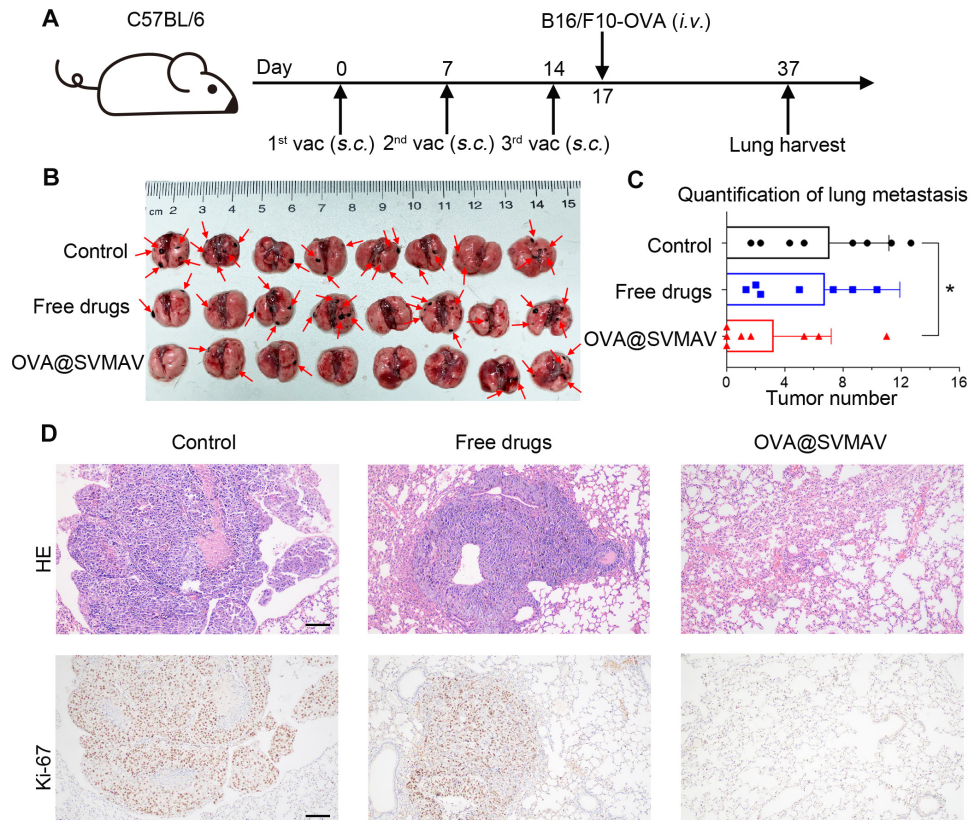 A
C57BL/6
B16/F10-OVA (i.v.)
Day 0 7 14 17 37
1st vac (s.c.) 2nd vac (s.c.) 3rd vac (s.c.) Lung harvest
B
cm 2 3 4 5 6 7 8 9 10 11 12 13 14 15
Control
Free drugs
OVA@SVMAV
C
Quantification of lung metastasis
Control
Free drugs
OVA@SVMAV
*
0 4 8 12 16
Tumor number
D
Control Free drugs OVA@SVMAV
HE
Ki-67